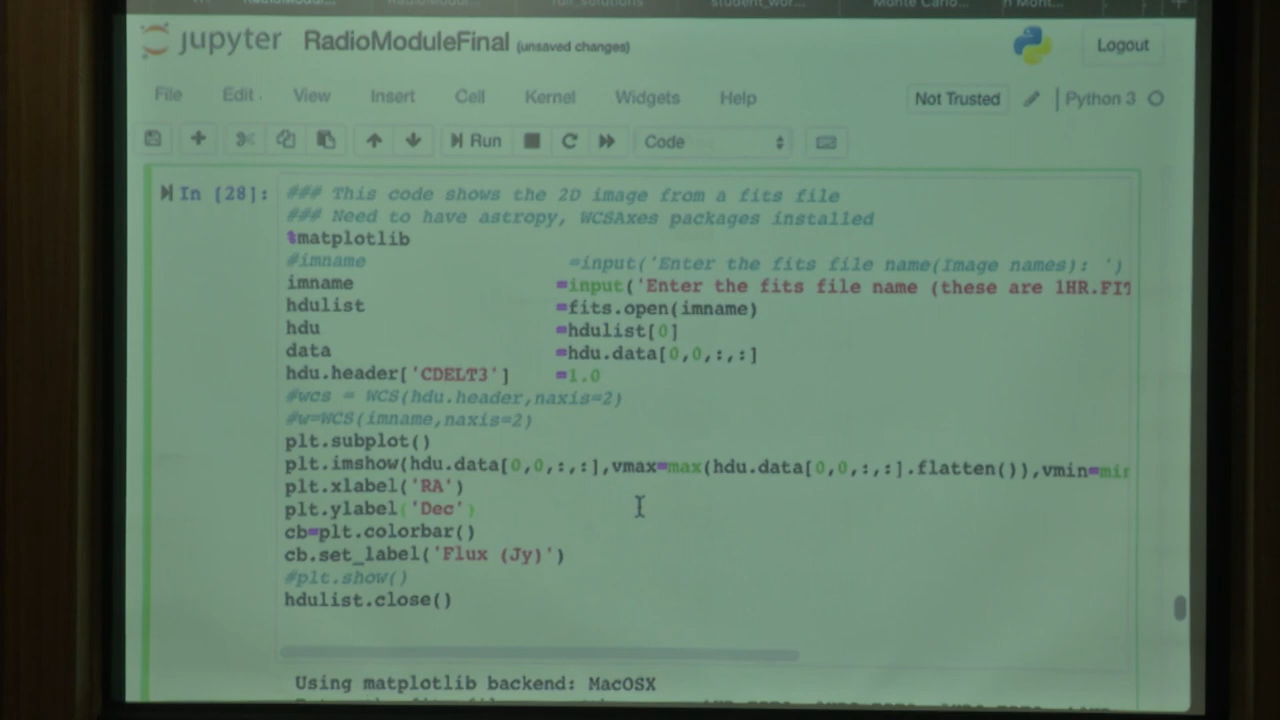 student_wor...
Monte Carlo...
Jupyter RadioModuleFinal (unsaved changes)
Logout
File Edit View Insert Cell Kernel Widgets Help
Not Trusted Python 3
Run Code
In [28]: ### This code shows the 2D image from a fits file
### Need to have astropy, WCSAxes packages installed
%matplotlib
#imname =input('Enter the fits file name(Image names): ')
imname =input('Enter the fits file name (these are 1HR.FIT
hdulist =fits.open(imname)
hdu =hdulist[0]
data =hdu.data[0,0,:,:]
hdu.header['CDELT3'] =1.0
#wcs = WCS(hdu.header,naxis=2)
#w=WCS(imname,naxis=2)
plt.subplot()
plt.imshow(hdu.data[0,0,:,:],vmax=max(hdu.data[0,0,:,:].flatten()),vmin=min
plt.xlabel('RA')
plt.ylabel('Dec')
cb=plt.colorbar()
cb.set_label('Flux (Jy)')
#plt.show()
hdulist.close()
Using matplotlib backend: MacOSX